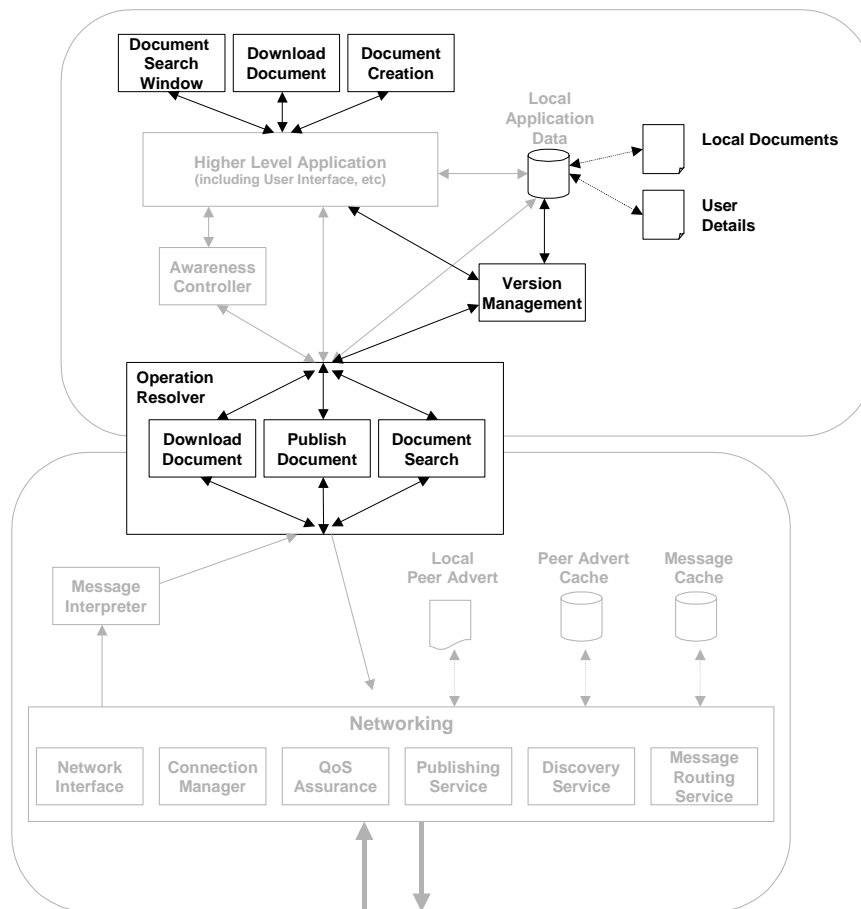 Document
Search
Window
Download
Document
Document
Creation
Local
Application
Data
Local Documents
Higher Level Application
(including User Interface, etc)
User
Details
Awareness
Controller
Version
Management
Operation
Resolver
Download
Document
Publish
Document
Document
Search
Local
Peer Advert
Peer Advert
Cache
Message
Cache
Message
Interpreter
Networking
Network
Interface
Connection
Manager
QoS
Assurance
Publishing
Service
Discovery
Service
Message
Routing
Service